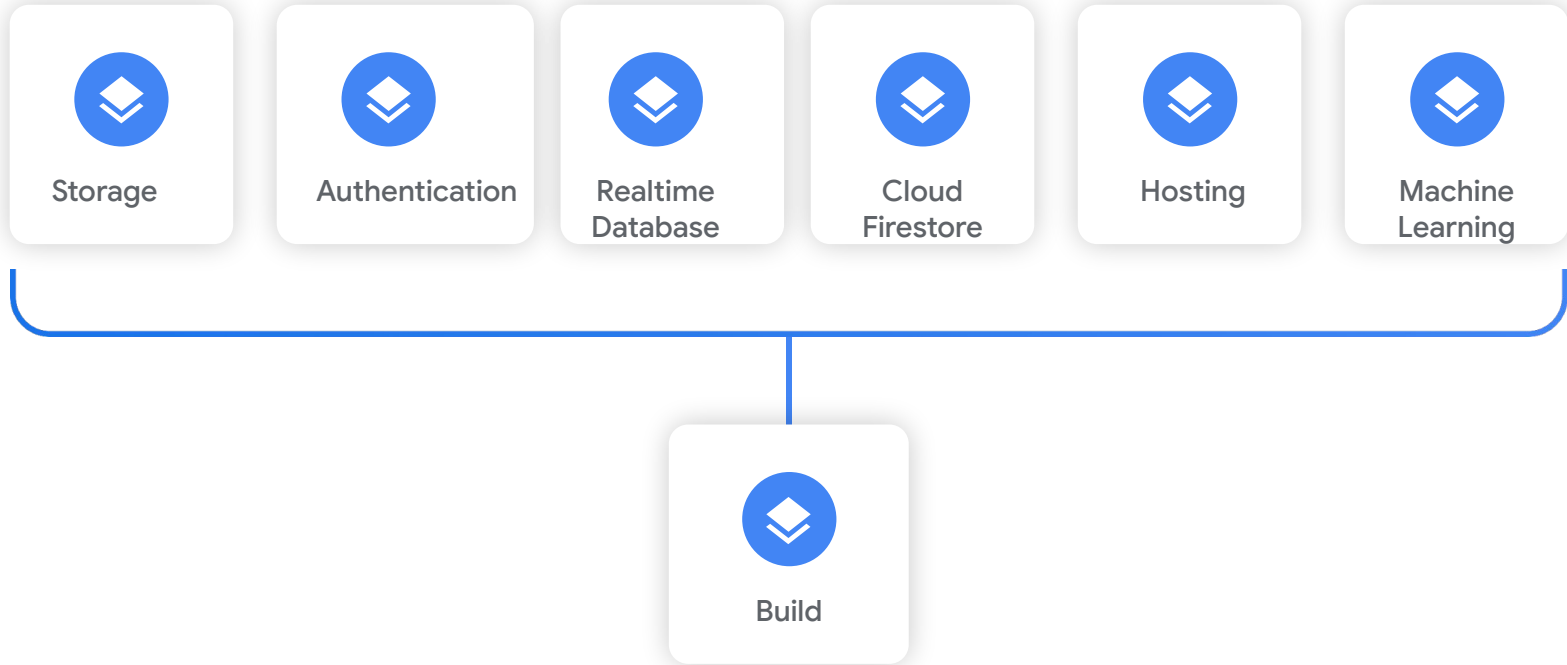 Storage
Authentication
Realtime
Database
Cloud
Firestore
Hosting
Machine
Learning
Build